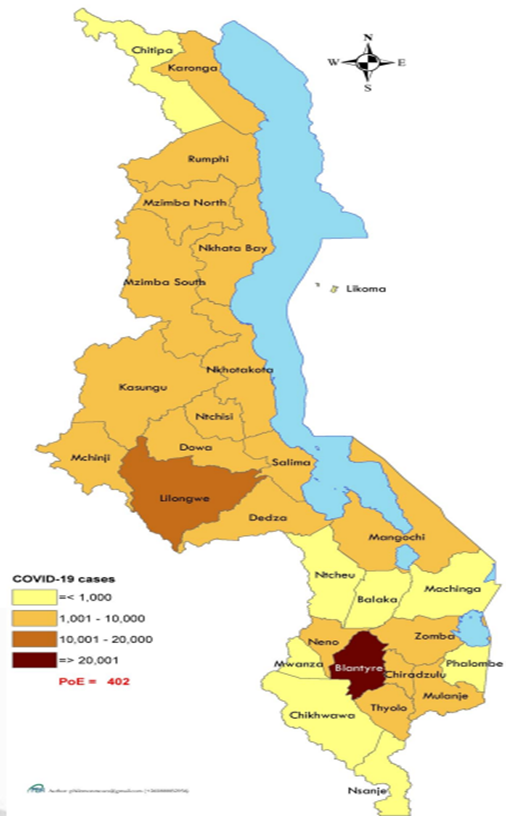 N
W E
S
Chitipa
Karonga
Rumphi
Mzimba North
Nkhata Bay
Mzimba South
Likoma
Nkhotakota
Kasungu
Ntchisi
Dowa
Mchinji
Salima
Lilongwe
Dedza
Mangochi
Ntcheu
Machinga
Balaka
Neno
Zomba
Mwanza
Blantyre
Phalombe
Chiradzulu
Mulanje
Thyolo
Chikhwawa
Nsanje
COVID-19 cases
=< 1,000
1,001 - 10,000
10,001 - 20,000
=> 20,001
PoE = 402